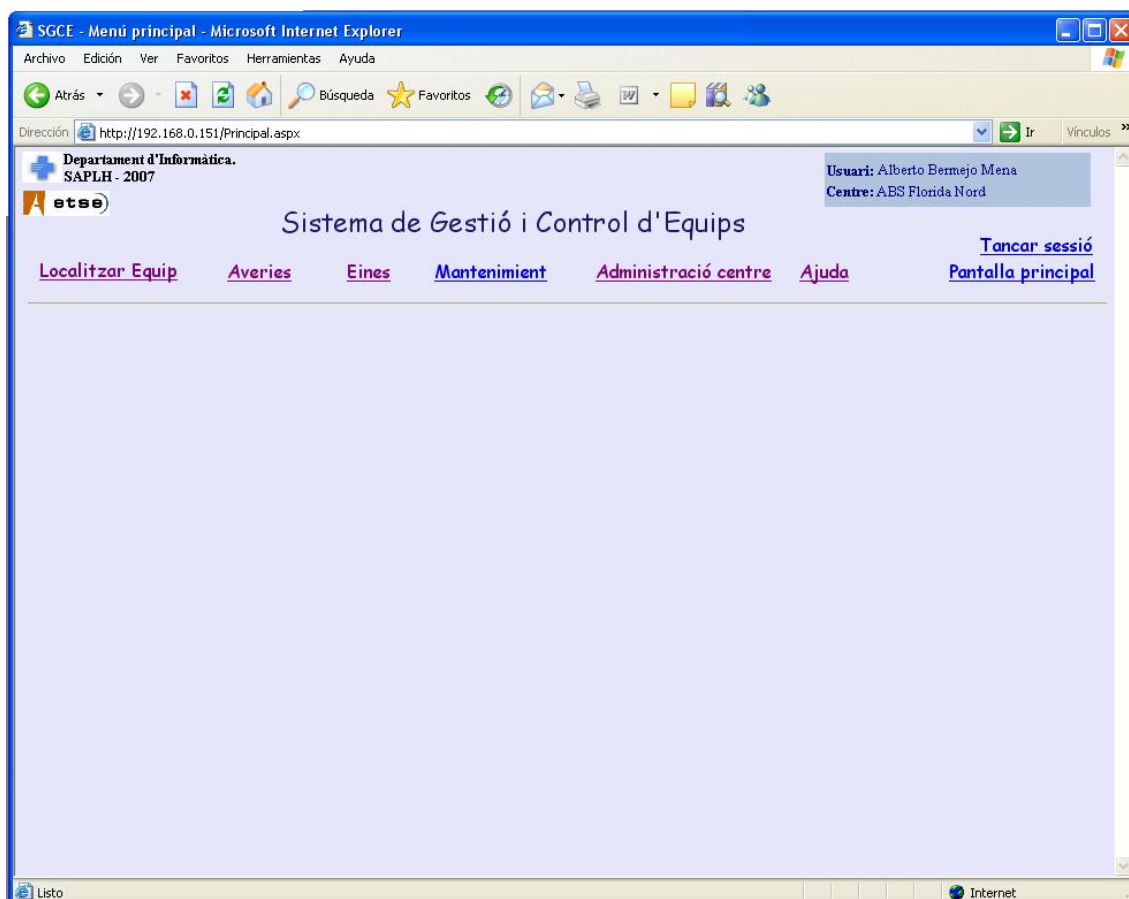 SGCE - Menú principal - Microsoft Internet Explorer
Archivo Edición Ver Favoritos Herramientas Ayuda
Atrás Búsqueda Favoritos
Dirección http://192.168.0.151/Principal.aspx Ir Vínculos »
Departament d'Informàtica.
SAPLH - 2007
etse)
Usuari: Alberto Bermejo Mena
Centre: ABS Florida Nord
Sistema de Gestió i Control d'Equips
Tancar sessió
Localitzar Equip Averies Eines Mantenimient Administració centre Ajuda Pantalla principal
Listo Internet